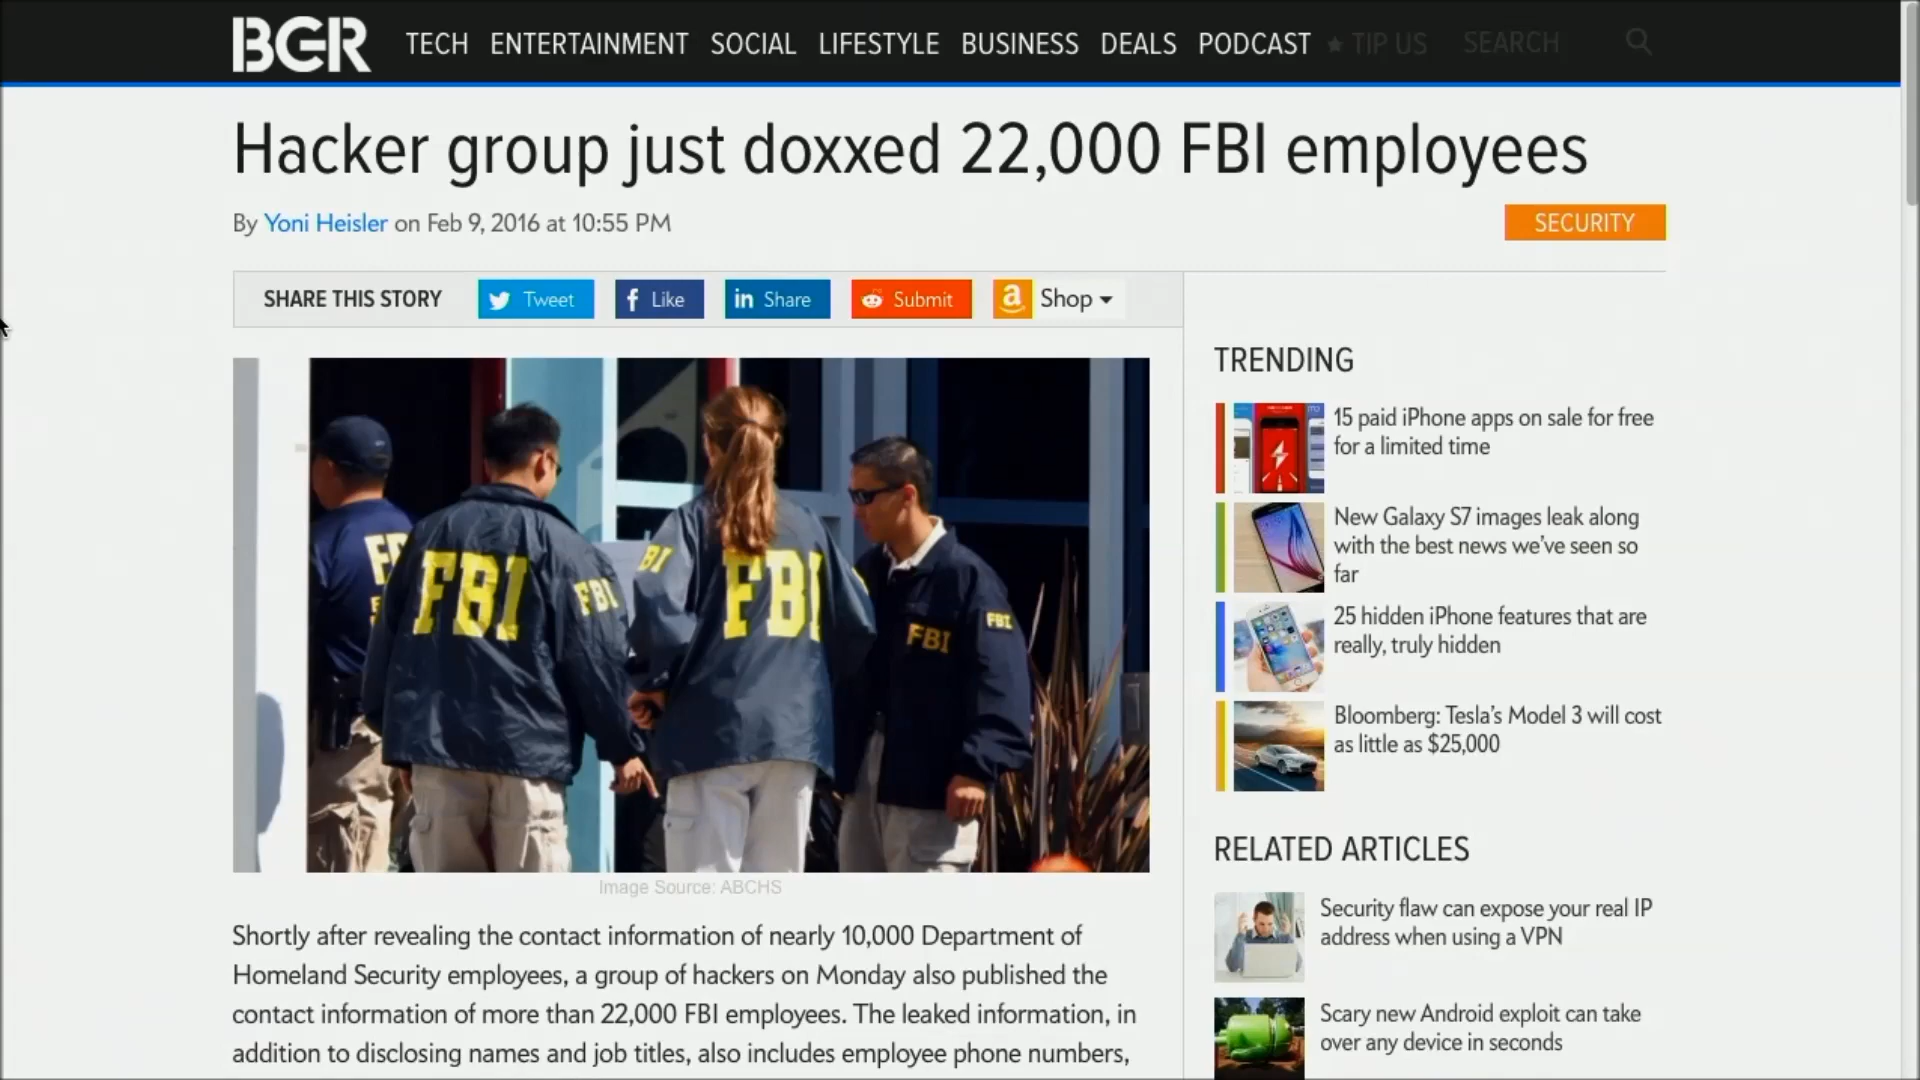 BGR TECH ENTERTAINMENT SOCIAL LIFESTYLE BUSINESS DEALS PODCAST ★ TIP US SEARCH
Hacker group just doxxed 22,000 FBI employees
By Yoni Heisler on Feb 9, 2016 at 10:55 PM
SECURITY
SHARE THIS STORY Tweet Like Share Submit Shop
FBI FBI BI FBI FBI FBI
Image Source: ABCHS
Shortly after revealing the contact information of nearly 10,000 Department of
Homeland Security employees, a group of hackers on Monday also published the
contact information of more than 22,000 FBI employees. The leaked information, in
addition to disclosing names and job titles, also includes employee phone numbers,
TRENDING
15 paid iPhone apps on sale for free
for a limited time
New Galaxy S7 images leak along
with the best news we've seen so
far
25 hidden iPhone features that are
really, truly hidden
Bloomberg: Tesla's Model 3 will cost
as little as $25,000
RELATED ARTICLES
Security flaw can expose your real IP
address when using a VPN
Scary new Android exploit can take
over any device in seconds